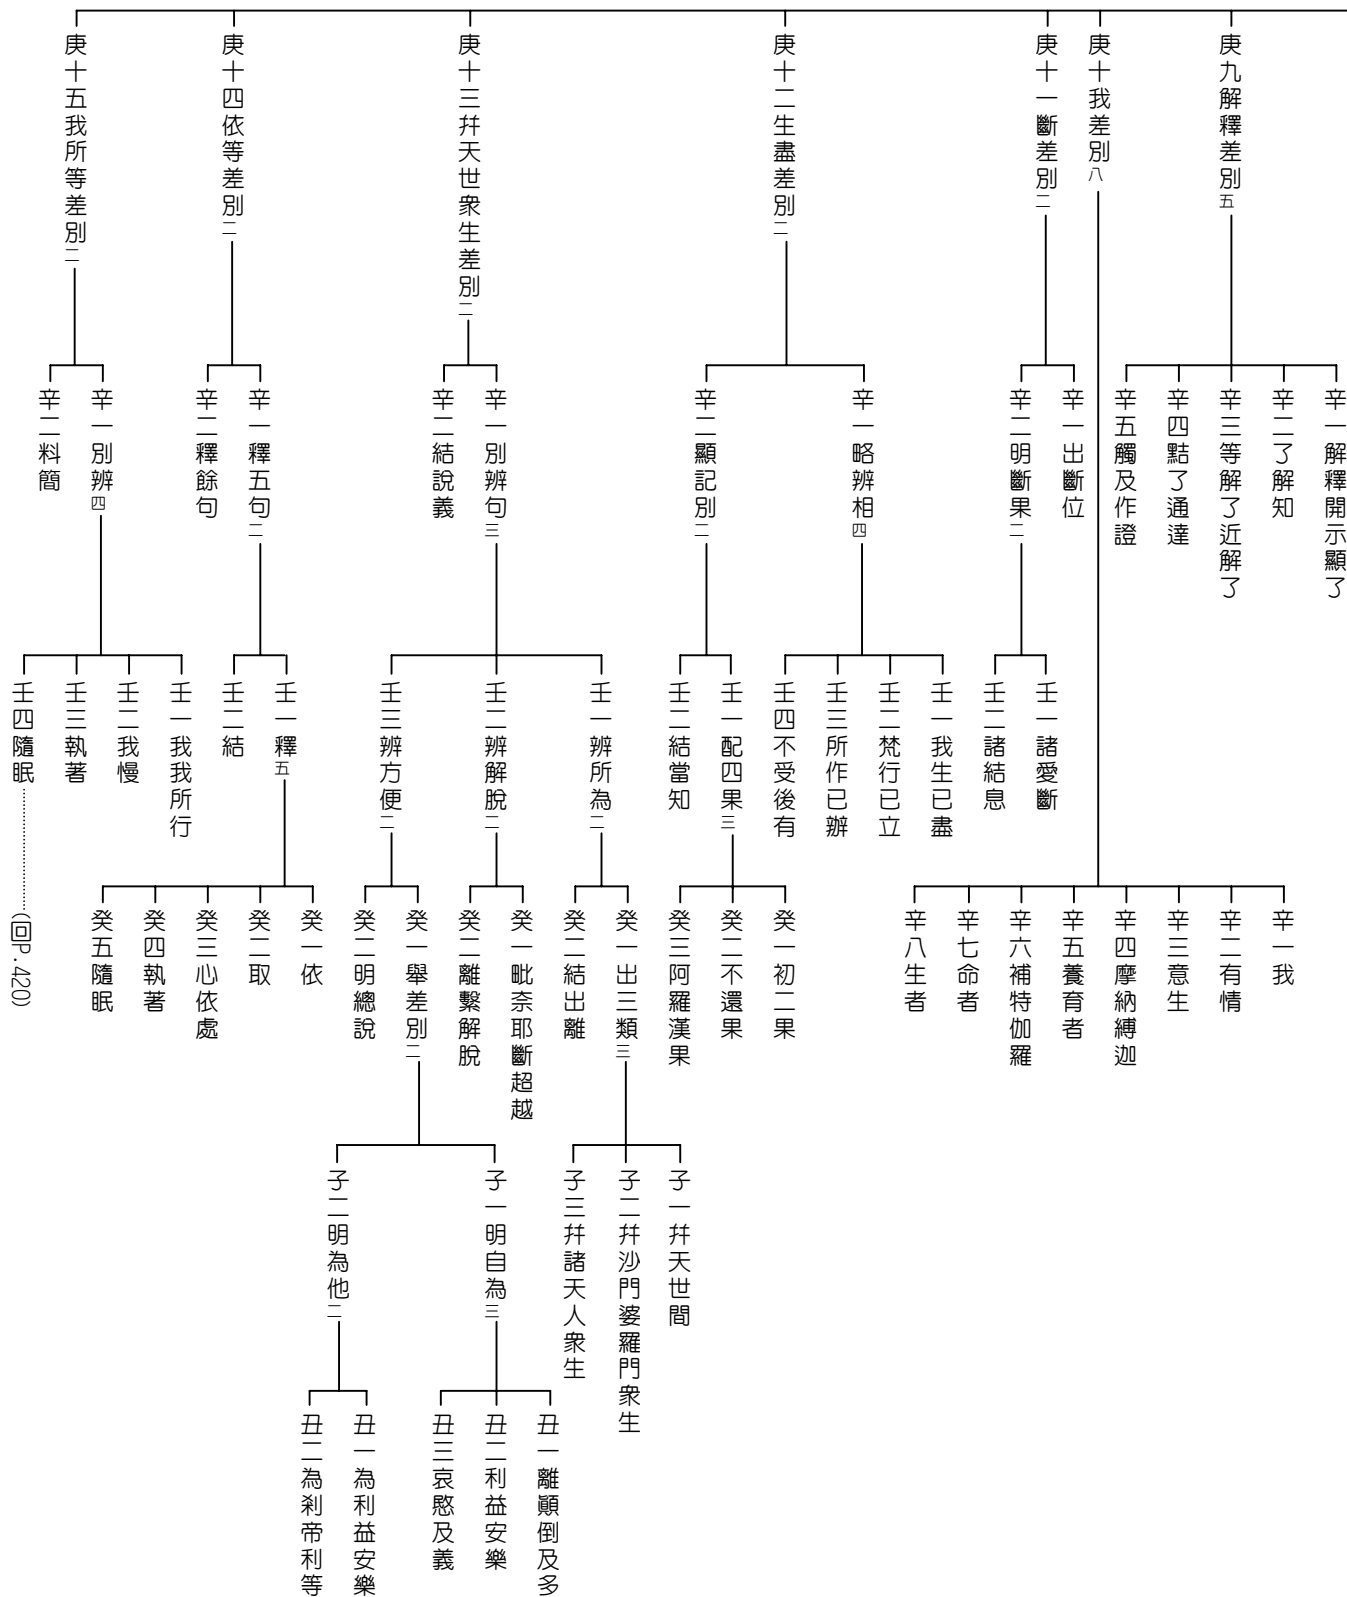 庚九解釋差別五
辛一解釋開示顯了
辛二了解知
辛三等解了近解了
辛四黠了通達
辛五觸及作證
庚十我差別八
辛一我
辛二有情
辛三意生
辛四摩納縛迦
辛五養育者
辛六補特伽羅
辛七命者
辛八生者
庚十一斷差別二
辛一出斷位
辛二明斷果二
壬一諸愛斷
壬二諸結息
庚十二生盡差別二
辛一略辨相四
壬一我生已盡
壬二梵行已立
壬三所作已辦
壬四不受後有
辛二顯記別二
壬一配四果三
癸一初二果
癸二不還果
癸三阿羅漢果
壬二結當知
庚十三幷天世眾生差別二
辛一別辨句三
壬一辨所為二
癸一出三類三
子一幷天世間
子二幷沙門婆羅門眾生
子三幷諸天人眾生
癸二結出離
壬二辨解脫二
癸一毗奈耶斷超越
癸二離繫解脫
壬三辨方便二
癸一舉差別二
子一明自為三
丑一離顚倒及多
丑二利益安樂
丑三哀愍及義
子二明為他二
丑一為利益安樂
丑二為剎帝利等
癸二明總說
辛二結說義
庚十四依等差別二
辛一釋五句二
壬一釋五
癸一依
癸二取
癸三心依處
癸四執著
癸五隨眠
壬二結
辛二釋餘句
庚十五我所等差別二
辛一別辨四
壬一我我所行
壬二我慢
壬三執著
壬四隨眠…………(回P.420)
辛二料簡